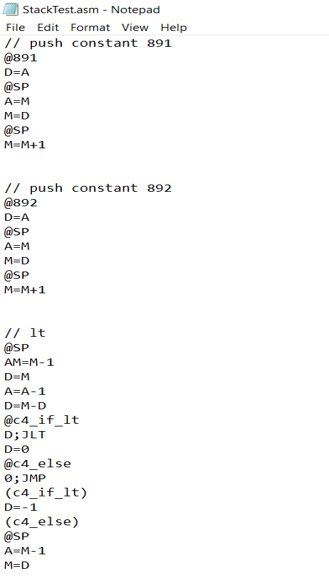 StackTest.asm - Notepad
File Edit Format View Help
// push constant 891
@891
D=A
@SP
A=M
M=D
@SP
M=M+1
// push constant 892
@892
D=A
@SP
A=M
M=D
@SP
M=M+1
// lt
@SP
AM=M-1
D=M
A=A-1
D=M-D
@c4_if_lt
D;JLT
D=0
@c4_else
0;JMP
(c4_if_lt)
D=-1
(c4_else)
@SP
A=M-1
M=D